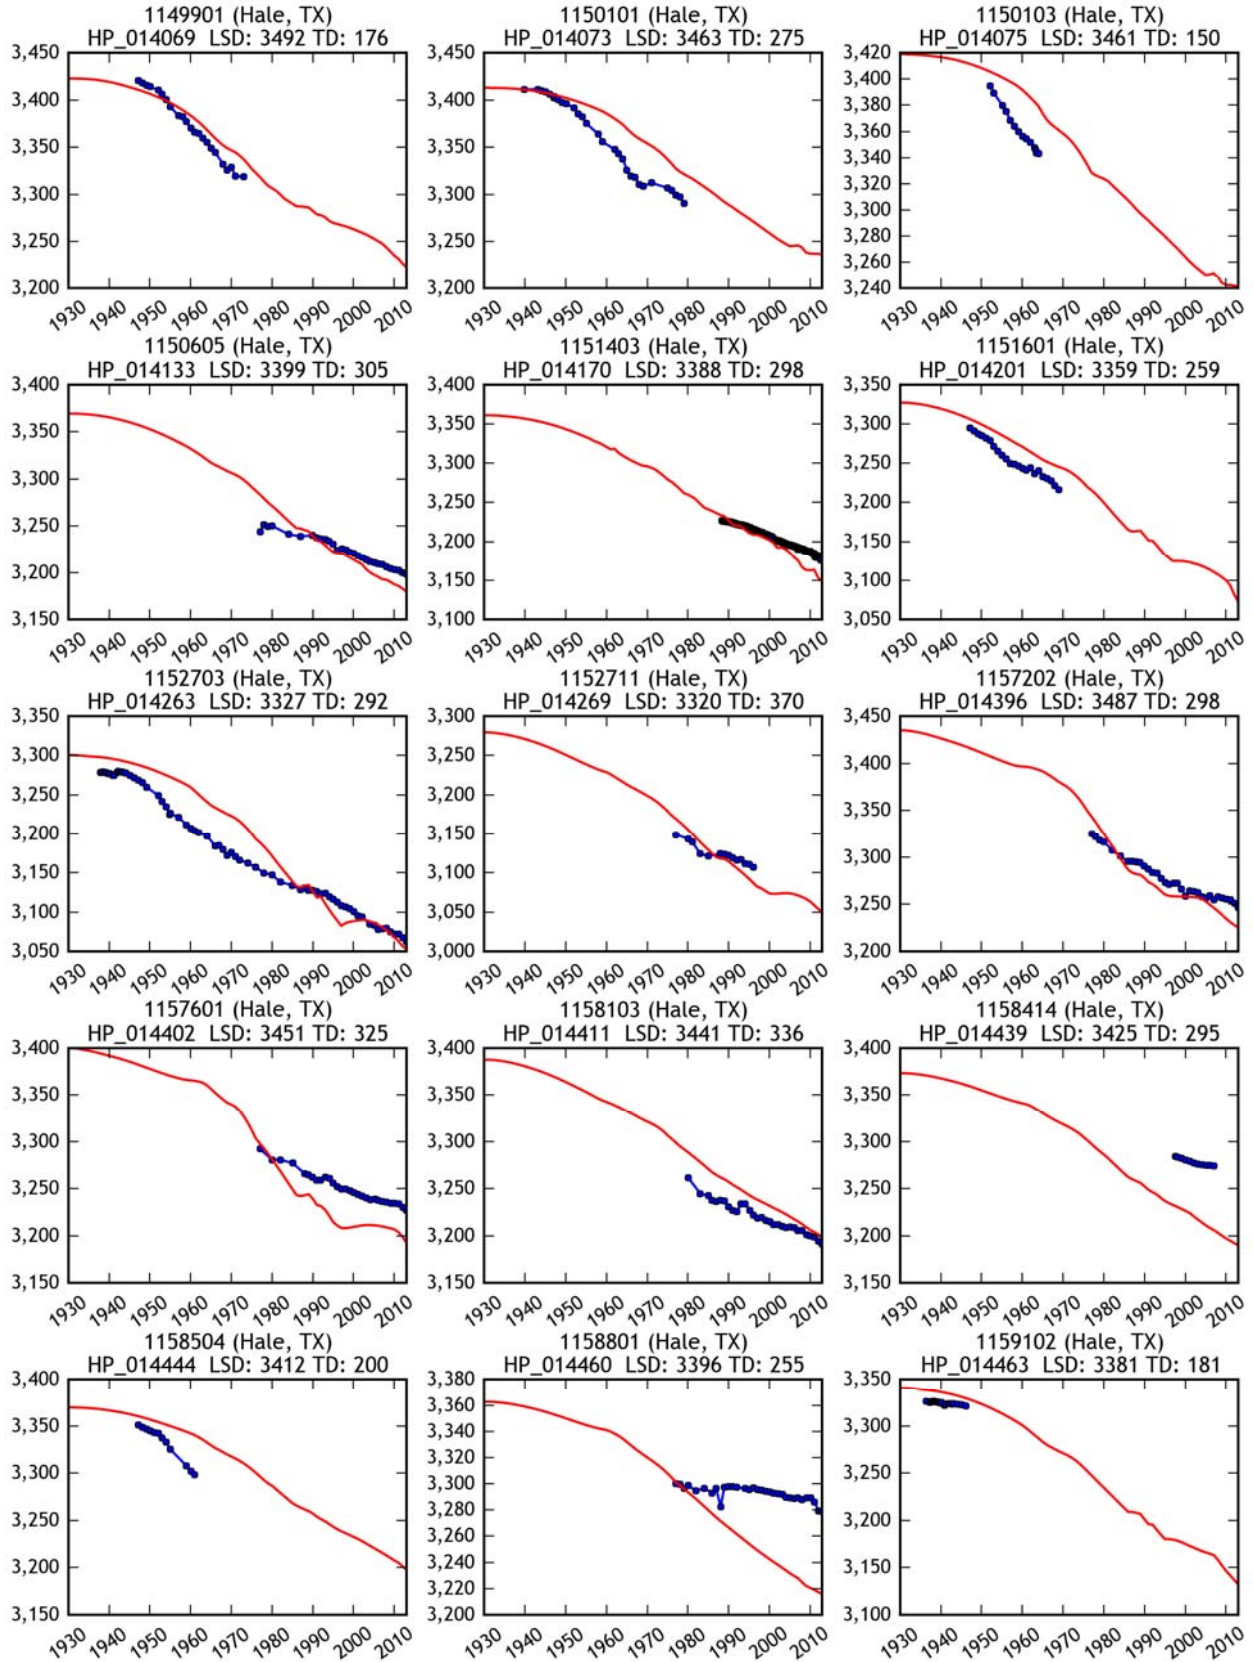 1149901 (Hale, TX) 1150101 (Hale, TX) 1150103 (Hale, TX)
HP_014069 LSD: 3492 TD: 176 HP_014073 LSD: 3463 TD: 275 HP_014075 LSD: 3461 TD: 150
3,450 3,450 3,420
3,400 3,400 3,400
3,350 3,350 3,380
3,300 3,300 3,360
3,250 3,250 3,340
3,200 3,200 3,320
3,300
3,280
3,260
3,240
1930 1940 1950 1960 1970 1980 1990 2000 2010 1930 1940 1950 1960 1970 1980 1990 2000 2010 1930 1940 1950 1960 1970 1980 1990 2000 2010
1150605 (Hale, TX) 1151403 (Hale, TX) 1151601 (Hale, TX)
HP_014133 LSD: 3399 TD: 305 HP_014170 LSD: 3388 TD: 298 HP_014201 LSD: 3359 TD: 259
3,400 3,400 3,350
3,350 3,350 3,300
3,300 3,300 3,250
3,250 3,250 3,200
3,200 3,200 3,150
3,150 3,150 3,100
3,100 3,050
1930 1940 1950 1960 1970 1980 1990 2000 2010 1930 1940 1950 1960 1970 1980 1990 2000 2010 1930 1940 1950 1960 1970 1980 1990 2000 2010
1152703 (Hale, TX) 1152711 (Hale, TX) 1157202 (Hale, TX)
HP_014263 LSD: 3327 TD: 292 HP_014269 LSD: 3320 TD: 370 HP_014396 LSD: 3487 TD: 298
3,350 3,300 3,450
3,300 3,250 3,400
3,250 3,200 3,350
3,200 3,150 3,300
3,150 3,100 3,250
3,100 3,050 3,200
3,050 3,000
1930 1940 1950 1960 1970 1980 1990 2000 2010 1930 1940 1950 1960 1970 1980 1990 2000 2010 1930 1940 1950 1960 1970 1980 1990 2000 2010
1157601 (Hale, TX) 1158103 (Hale, TX) 1158414 (Hale, TX)
HP_014402 LSD: 3451 TD: 325 HP_014411 LSD: 3441 TD: 336 HP_014439 LSD: 3425 TD: 295
3,400 3,400 3,400
3,350 3,350 3,350
3,300 3,300 3,300
3,250 3,250 3,250
3,200 3,200 3,200
3,150 3,150 3,150
1930 1940 1950 1960 1970 1980 1990 2000 2010 1930 1940 1950 1960 1970 1980 1990 2000 2010 1930 1940 1950 1960 1970 1980 1990 2000 2010
1158504 (Hale, TX) 1158801 (Hale, TX) 1159102 (Hale, TX)
HP_014444 LSD: 3412 TD: 200 HP_014460 LSD: 3396 TD: 255 HP_014463 LSD: 3381 TD: 181
3,400 3,380 3,350
3,350 3,360 3,300
3,300 3,340 3,250
3,250 3,320 3,200
3,200 3,300 3,150
3,150 3,280 3,100
3,260
3,240
3,220
3,200
1930 1940 1950 1960 1970 1980 1990 2000 2010 1930 1940 1950 1960 1970 1980 1990 2000 2010 1930 1940 1950 1960 1970 1980 1990 2000 2010